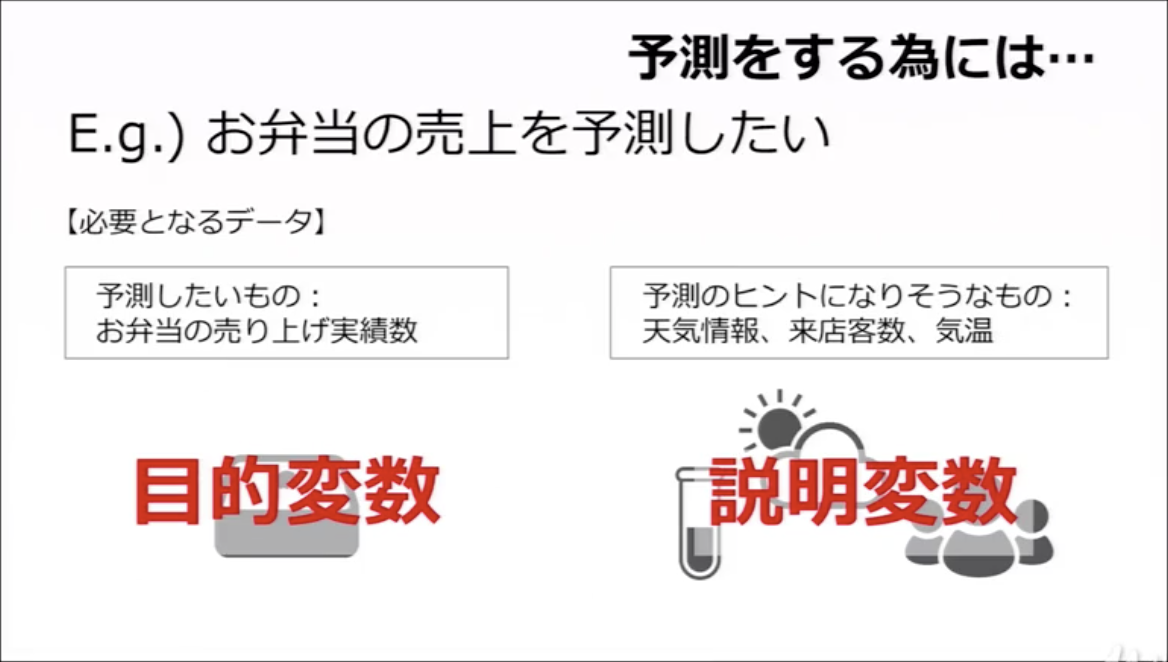 予測をする為には…
E.g.) お弁当の売上を予測したい
【必要となるデータ】
予測したいもの：
お弁当の売り上げ実績数
予測のヒントになりそうなもの：
天気情報、来店客数、気温
目的変数
説明変数